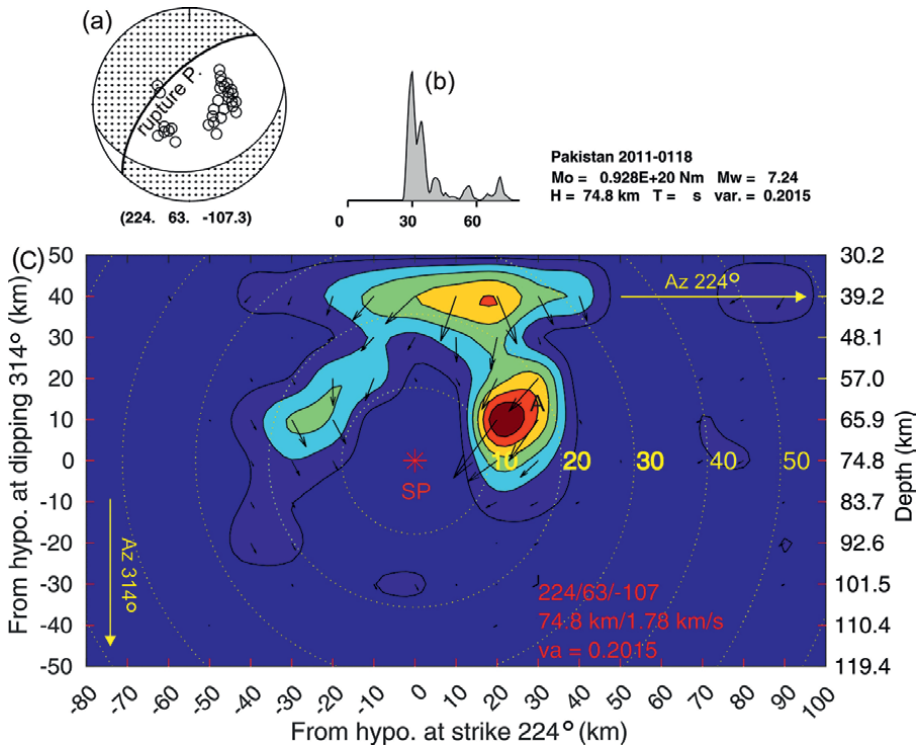 (a)
rupture P.
(224. 63. -107.3)
(b)
0 30 60
Pakistan 2011-0118
Mo = 0.928E+20 Nm Mw = 7.24
H = 74.8 km T = s var. = 0.2015
(C)
From hypo. at dipping 314° (km)
50
40
30
20
10
0
-10
-20
-30
-40
-50
Az 224°
Az 314°
A
SP
10 20 30 40 50
J
224/63/-107
74.8 km/1.78 km/s
va = 0.2015
30.2
39.2
48.1
57.0
65.9
74.8
83.7
92.6
101.5
110.4
119.4
Depth (km)
-80 -70 -60 -50 -40 -30 -20 -10 0 10 20 30 40 50 60 70 80 90 100
From hypo. at strike 224° (km)